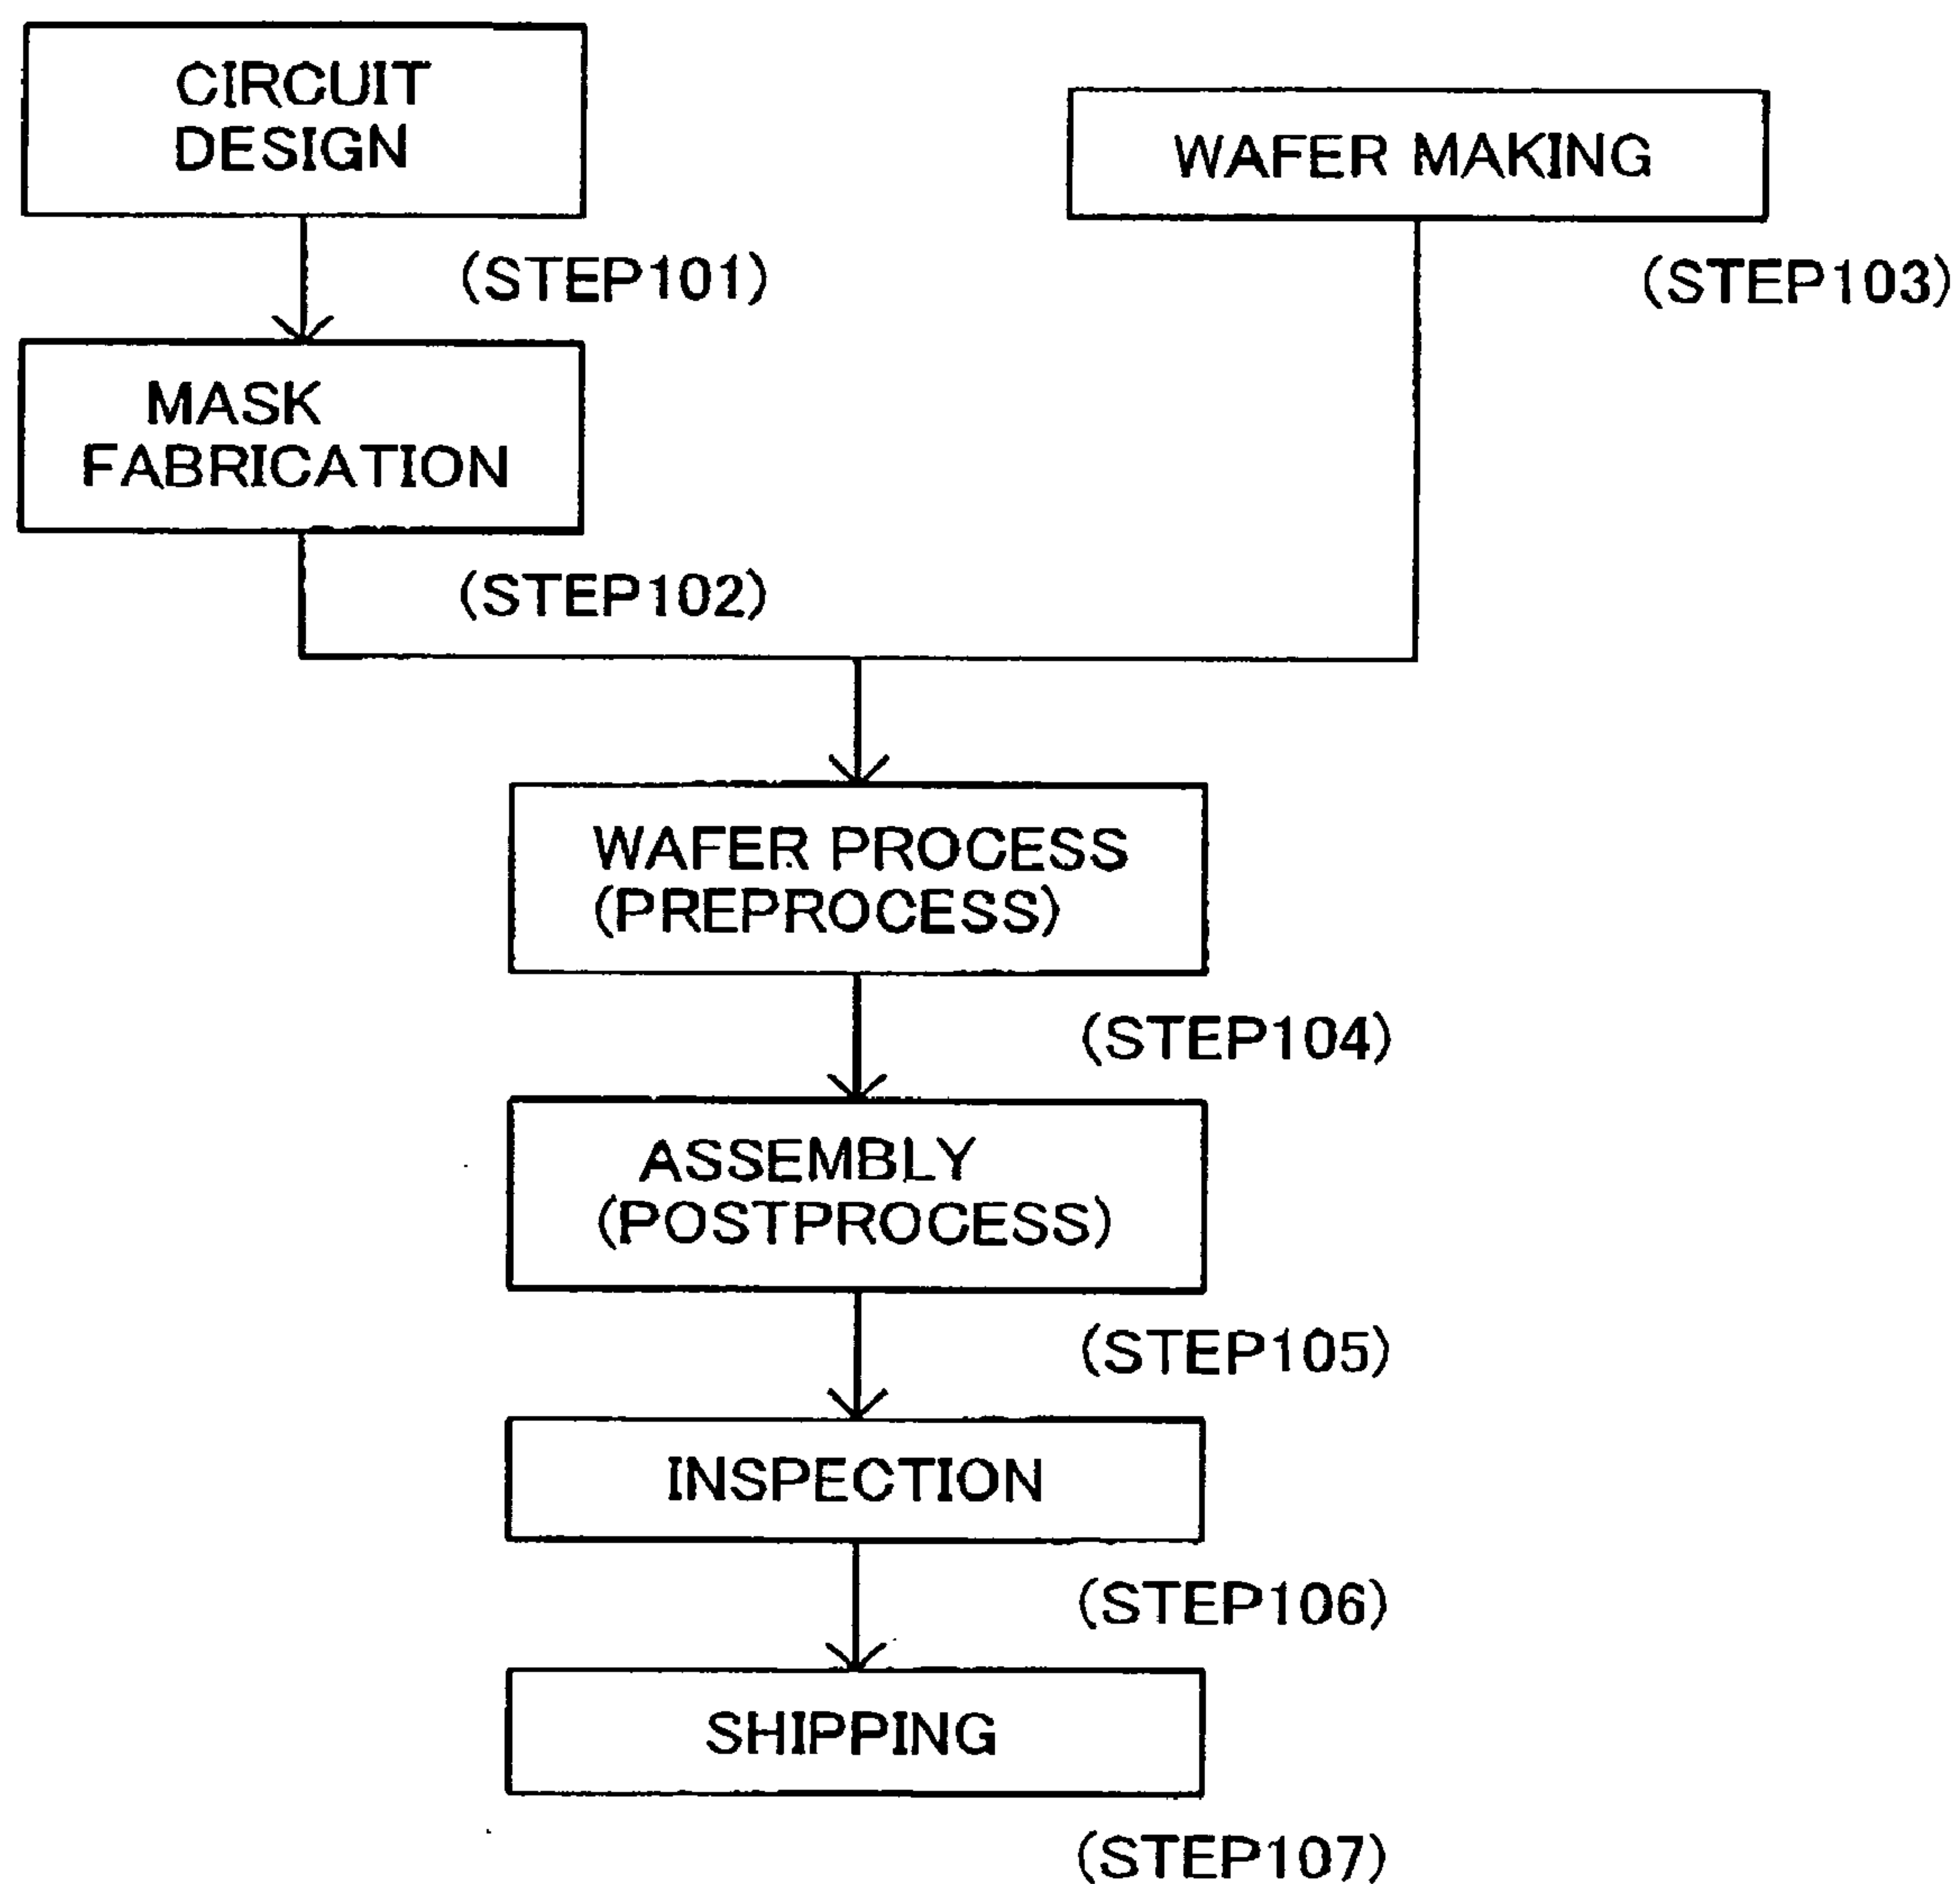 CIRCUIT
DESIGN
(STEP101)
MASK
FABRICATION
(STEP102)
WAFER MAKING
(STEP103)
WAFER PROCESS
(PREPROCESS)
(STEP104)
ASSEMBLY
(POSTPROCESS)
(STEP105)
INSPECTION
(STEP106)
SHIPPING
(STEP107)